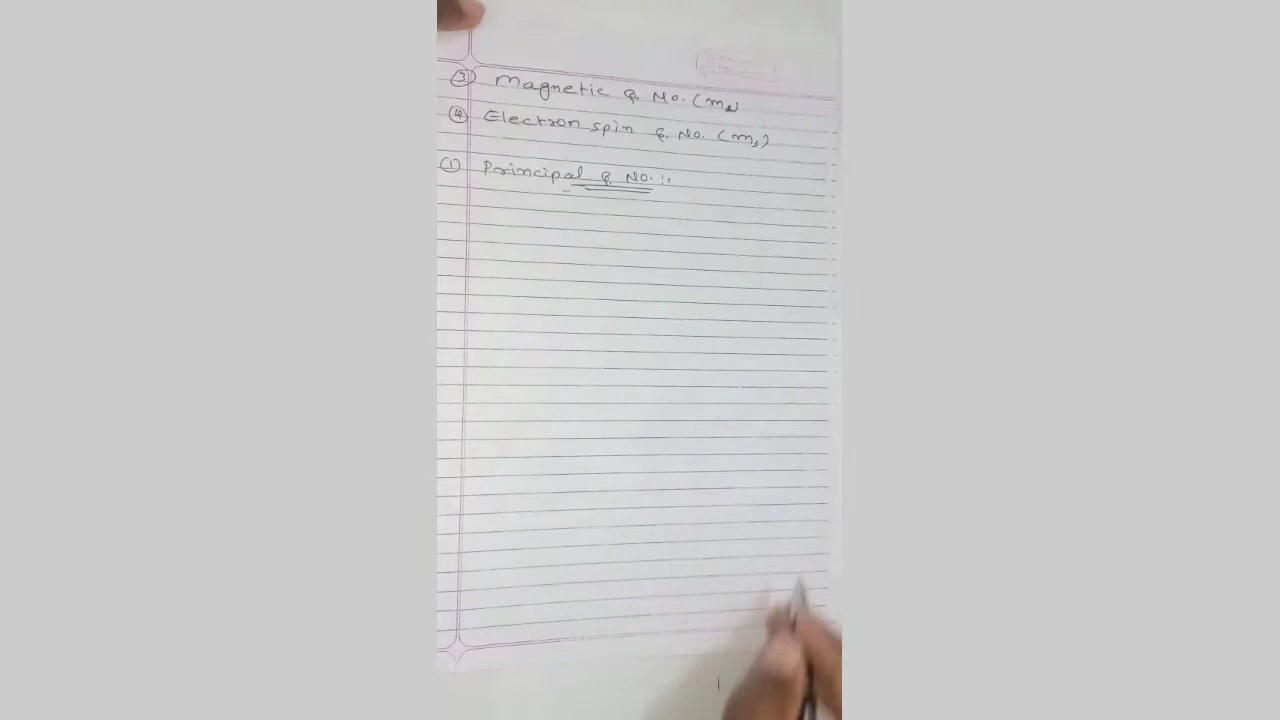 ③ Magnetic Q. No. (mₗ)
④ Electron spin Q. No. (mₛ)
① Principal Q. No. :-